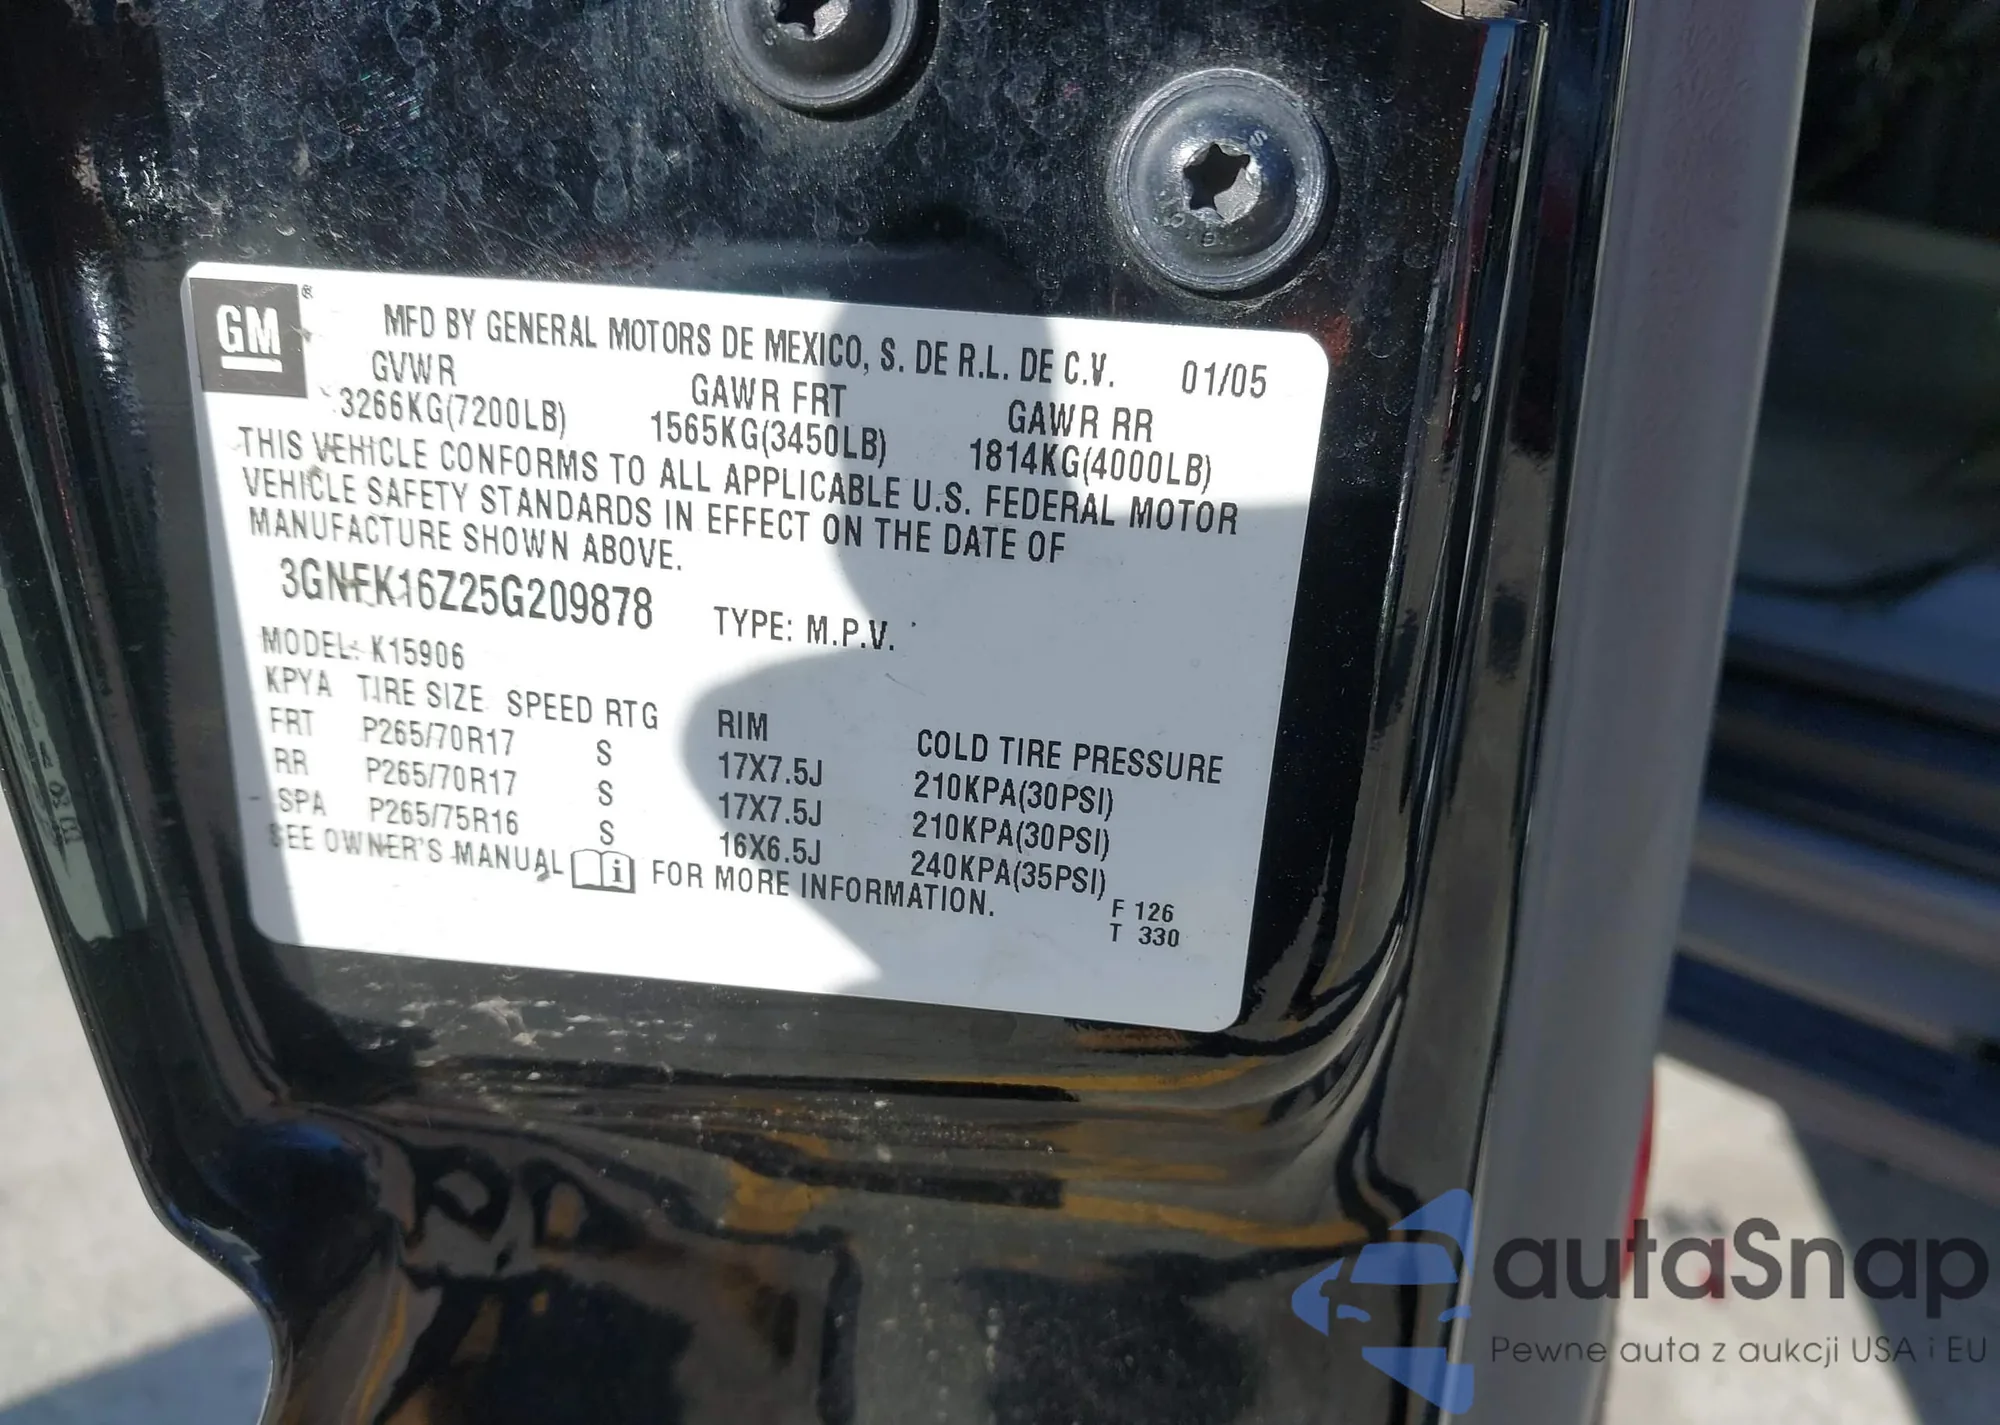 GM®
MFD BY GENERAL MOTORS DE MEXICO, S. DE R.L. DE C.V. 01/05
GVWR GAWR FRT GAWR RR
3266KG(7200LB) 1565KG(3450LB) 1814KG(4000LB)
THIS VEHICLE CONFORMS TO ALL APPLICABLE U.S. FEDERAL MOTOR
VEHICLE SAFETY STANDARDS IN EFFECT ON THE DATE OF
MANUFACTURE SHOWN ABOVE.
3GNFK16Z25G209878 TYPE: M.P.V.
MODEL: K15906
KPYA TIRE SIZE SPEED RTG RIM COLD TIRE PRESSURE
FRT P265/70R17 S 17X7.5J 210KPA(30PSI)
RR P265/70R17 S 17X7.5J 210KPA(30PSI)
SPA P265/75R16 S 16X6.5J 240KPA(35PSI)
SEE OWNER'S MANUAL i FOR MORE INFORMATION.
F 126
T 330
autaSnap
Pewne auta z aukcji USA i EU